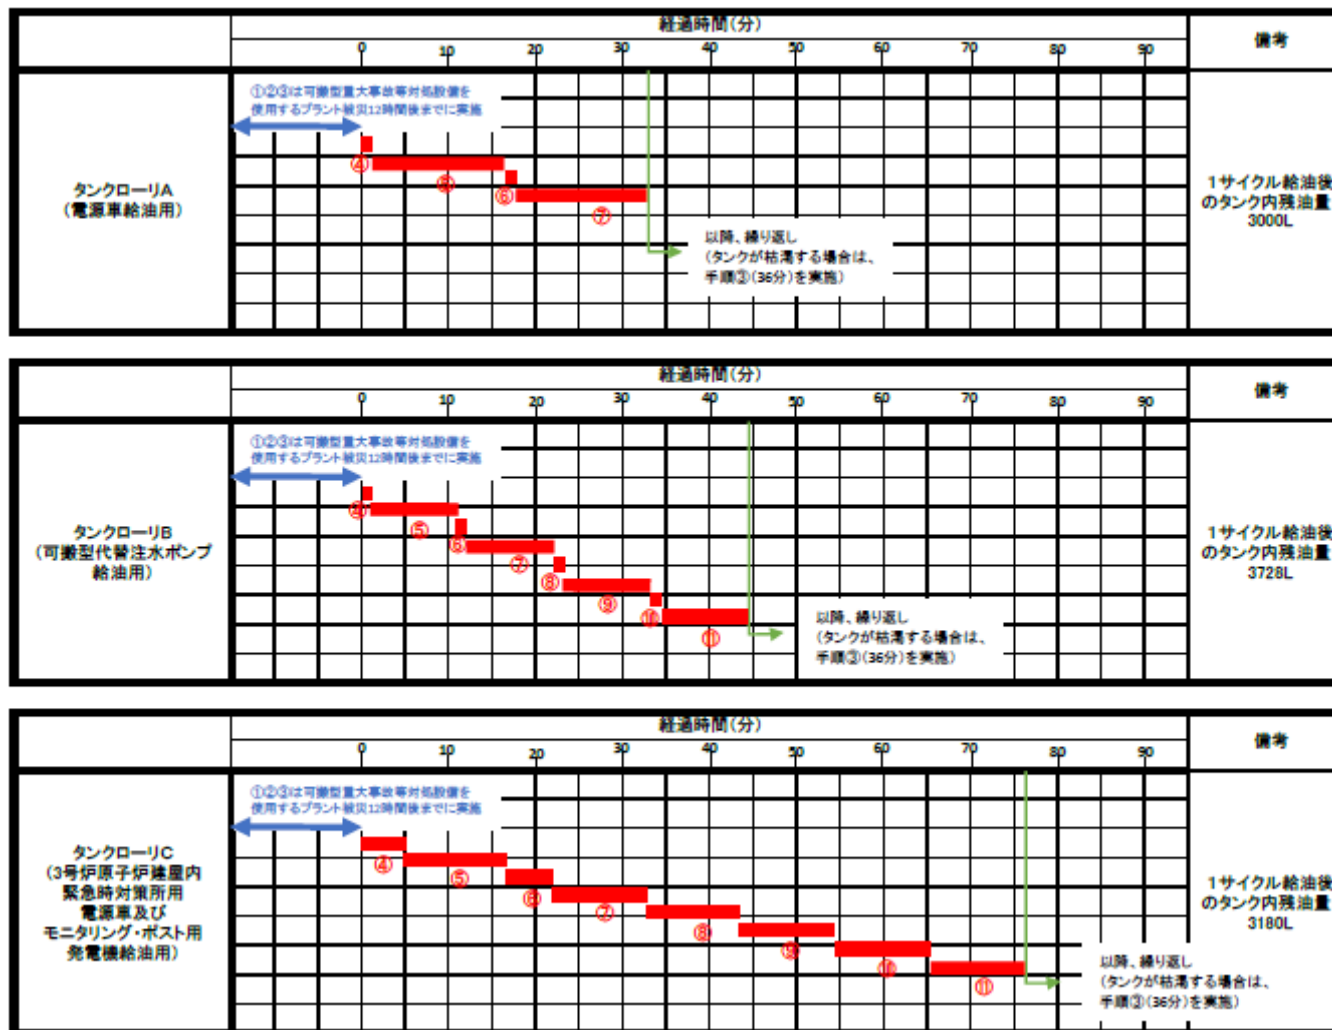 経過時間(分)
備考
0 10 20 30 40 50 60 70 80 90
①②③は可搬型重大事故等対処設備を
使用するプラント被災12時間後までに実施
④
⑤
⑥
⑦
タンクローリA
(電源車給油用)
以降、繰り返し
(タンクが枯渇する場合は、
手順③(36分)を実施)
1サイクル給油後
のタンク内残油量
3000L
経過時間(分)
備考
0 10 20 30 40 50 60 70 80 90
①②③は可搬型重大事故等対処設備を
使用するプラント被災12時間後までに実施
④
⑤
⑥
⑦
⑧
⑨
⑩
⑪
タンクローリB
(可搬型代替注水ポンプ
給油用)
以降、繰り返し
(タンクが枯渇する場合は、
手順③(36分)を実施)
1サイクル給油後
のタンク内残油量
3728L
経過時間(分)
備考
0 10 20 30 40 50 60 70 80 90
①②③は可搬型重大事故等対処設備を
使用するプラント被災12時間後までに実施
④
⑤
⑥
⑦
⑧
⑨
⑩
⑪
タンクローリC
(3号炉原子炉建屋内
緊急時対策所用
電源車及び
モニタリング・ポスト用
発電機給油用)
以降、繰り返し
(タンクが枯渇する場合は、
手順③(36分)を実施)
1サイクル給油後
のタンク内残油量
3180L